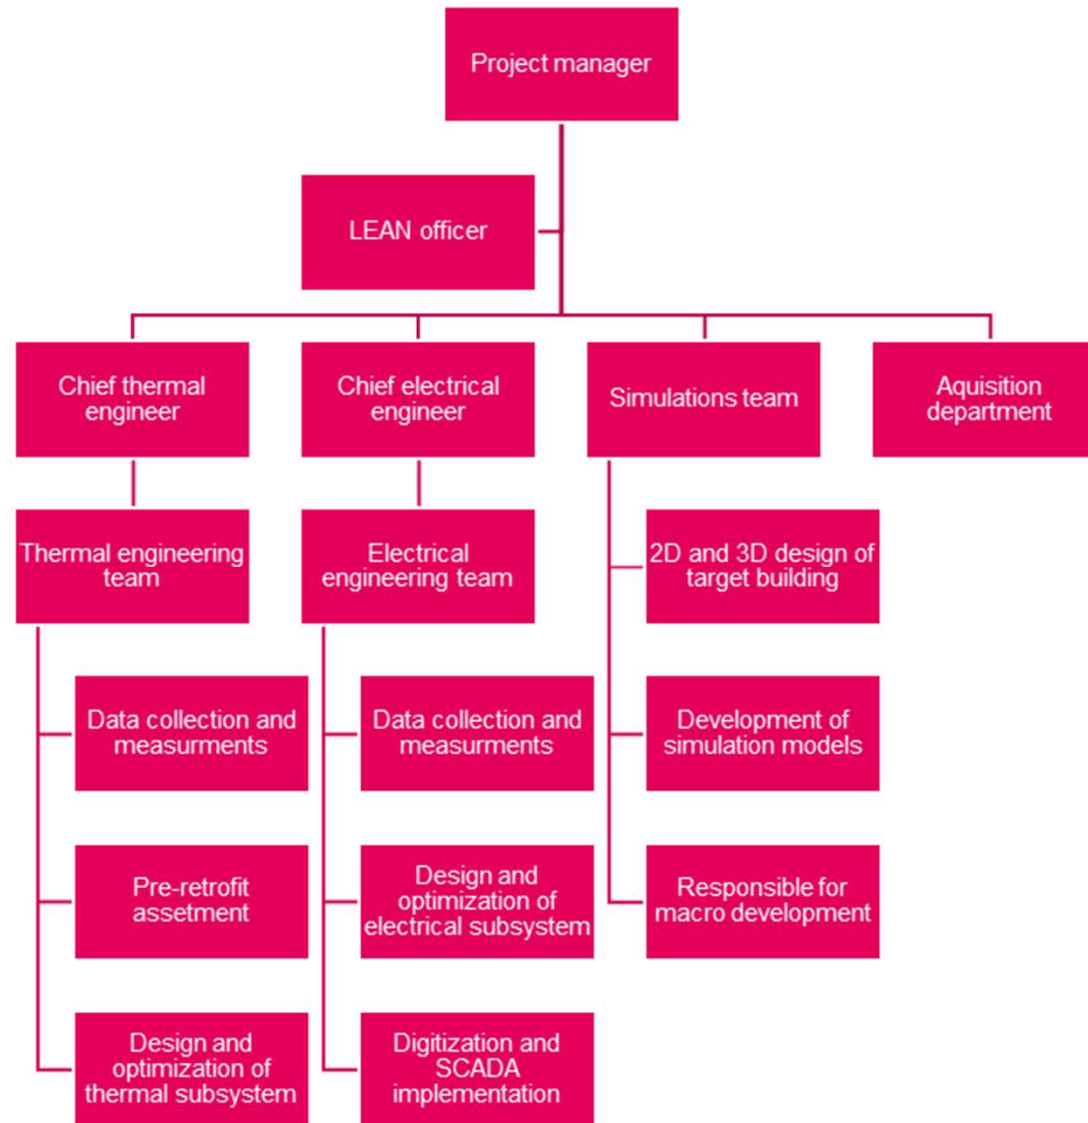 Project manager
LEAN officer
Chief thermal
engineer
Chief electrical
engineer
Simulations team
Aquisition
department
Thermal engineering
team
Electrical
engineering team
2D and 3D design of
target building
Data collection and
measurments
Data collection and
measurments
Development of
simulation models
Pre-retrofit
assetment
Design and
optimization of
electrical subsystem
Responsible for
macro development
Design and
optimization of
thermal subsystem
Digitization and
SCADA
implementation